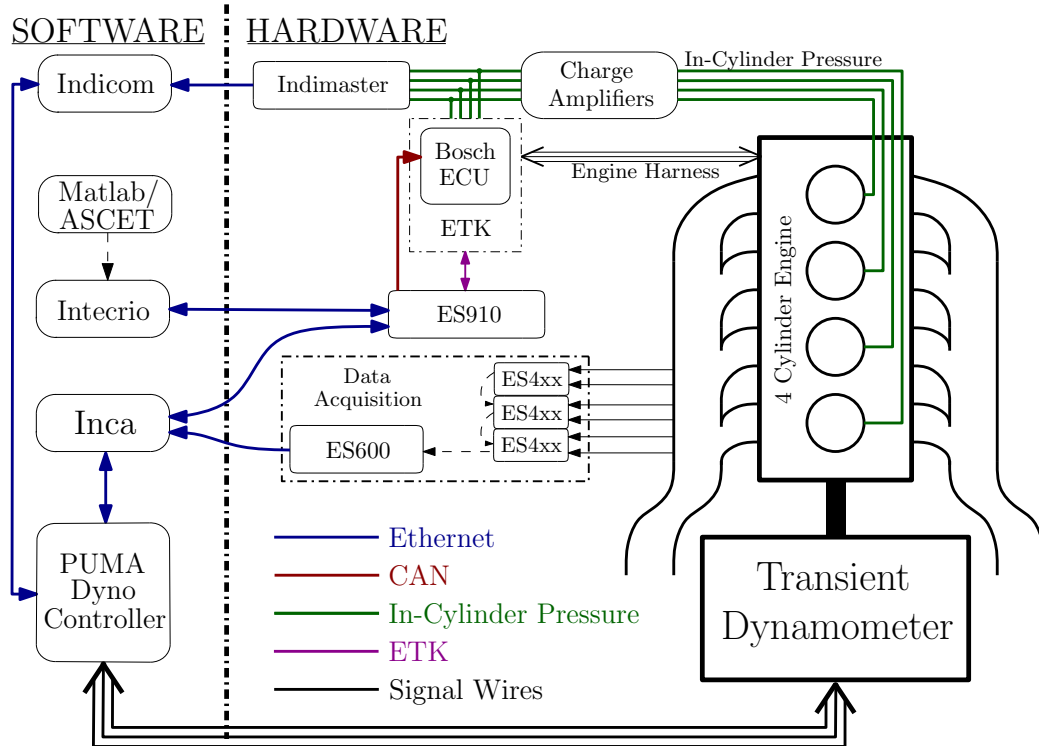 SOFTWARE
HARDWARE
Indicom
Indimaster
Charge
Amplifiers
In-Cylinder Pressure
Bosch
ECU
ETK
Engine Harness
Matlab/
ASCET
Intecrio
ES910
4 Cylinder Engine
Data
Acquisition
ES4xx
ES4xx
ES4xx
ES600
Inca
PUMA
Dyno
Controller
Ethernet
CAN
In-Cylinder Pressure
ETK
Signal Wires
Transient
Dynamometer